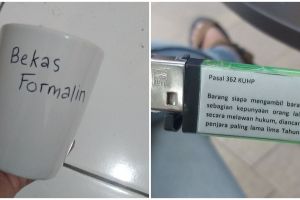 Bekas
Formalin
Pasal 362 KUHP
Barang siapa mengambil bara
sebagian kepunyaan orang lai
secara melawan hukum, dianca
penjara paling lama lima Tahun